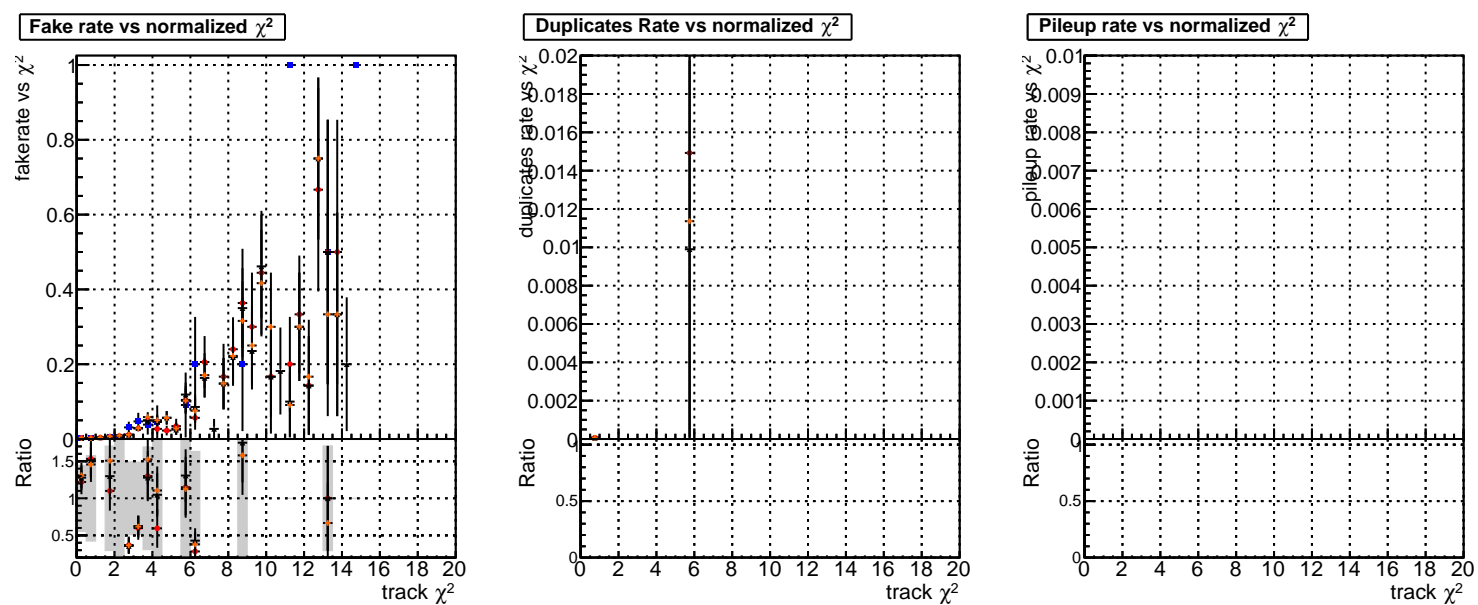 Fake rate vs normalized χ²
fakerate vs χ²
1
0.8
0.6
0.4
0.2
0
Ratio
1.5
1
0.5
0 2 4 6 8 10 12 14 16 18 20
track χ²
Duplicates Rate vs normalized χ²
duplicates rate vs χ²
0.02
0.018
0.016
0.014
0.012
0.01
0.008
0.006
0.004
0.002
0
Ratio
1
0.5
0
0 2 4 6 8 10 12 14 16 18 20
track χ²
Pileup rate vs normalized χ²
pileup rate vs χ²
0.01
0.009
0.008
0.007
0.006
0.005
0.004
0.003
0.002
0.001
0
Ratio
1
0.5
0
0 2 4 6 8 10 12 14 16 18 20
track χ²